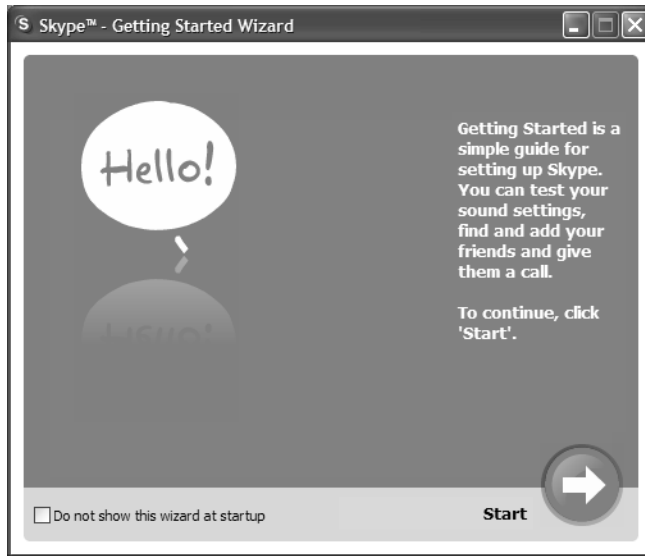 Skype™ - Getting Started Wizard
Hello!
Getting Started is a
simple guide for
setting up Skype.
You can test your
sound settings,
find and add your
friends and give
them a call.
To continue, click
'Start'.
Do not show this wizard at startup
Start